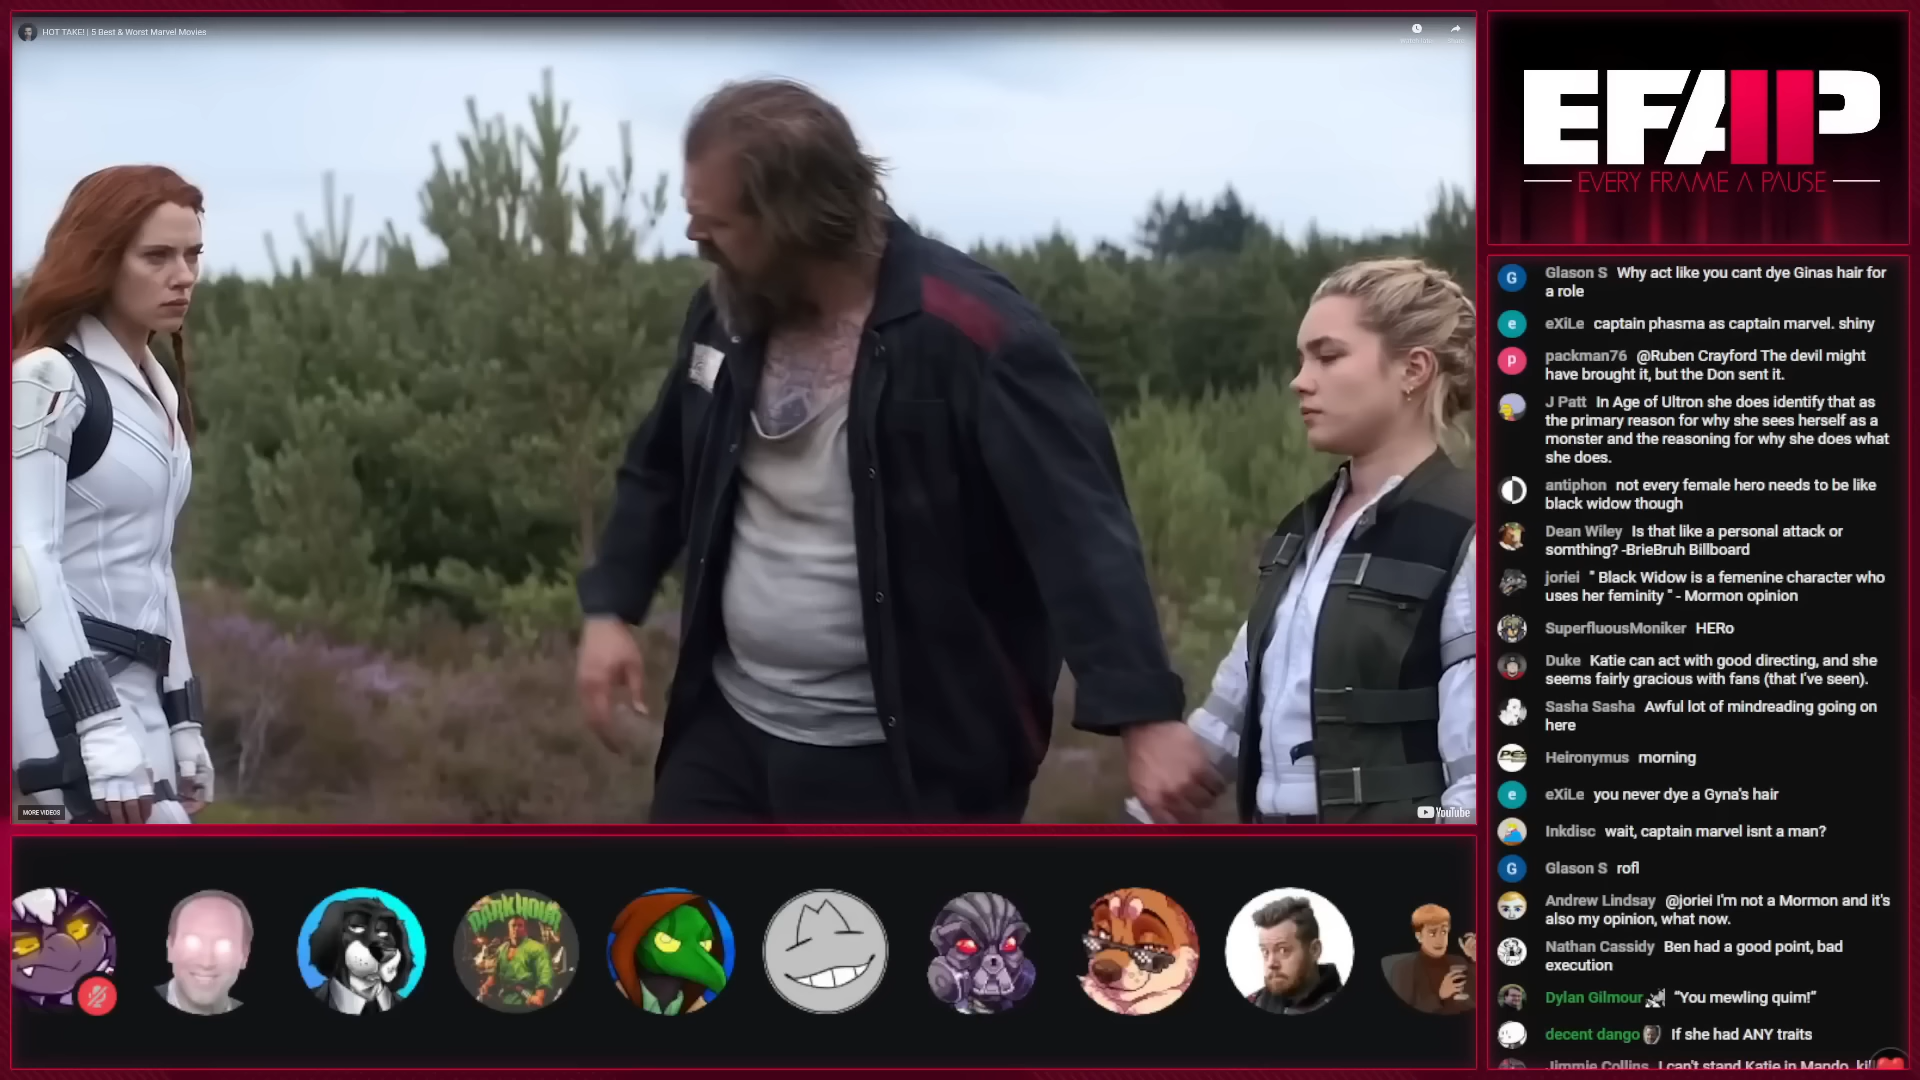 HOT TAKE! | 5 Best & Worst Marvel Movies
MORE VIDEOS
YouTube
DARK HOUR
EFAP
EVERY FRAME A PAUSE
Glason S Why act like you cant dye Ginas hair for
a role
eXiLe captain phasma as captain marvel. shiny
packman76 @Ruben Crayford The devil might
have brought it, but the Don sent it.
J Patt In Age of Ultron she does identify that as
the primary reason for why she sees herself as a
monster and the reasoning for why she does what
she does.
antiphon not every female hero needs to be like
black widow though
Dean Wiley Is that like a personal attack or
somthing? -BrieBruh Billboard
joriei " Black Widow is a femenine character who
uses her feminity " - Mormon opinion
SuperfluousMoniker HERo
Duke Katie can act with good directing, and she
seems fairly gracious with fans (that I've seen).
Sasha Sasha Awful lot of mindreading going on
here
Heironymus morning
eXiLe you never dye a Gyna's hair
Inkdisc wait, captain marvel isnt a man?
Glason S rofl
Andrew Lindsay @joriei I'm not a Mormon and it's
also my opinion, what now.
Nathan Cassidy Ben had a good point, bad
execution
Dylan Gilmour “You mewling quim!”
decent dango If she had ANY traits
Jimmie Collins I can't stand Katie in Mando,